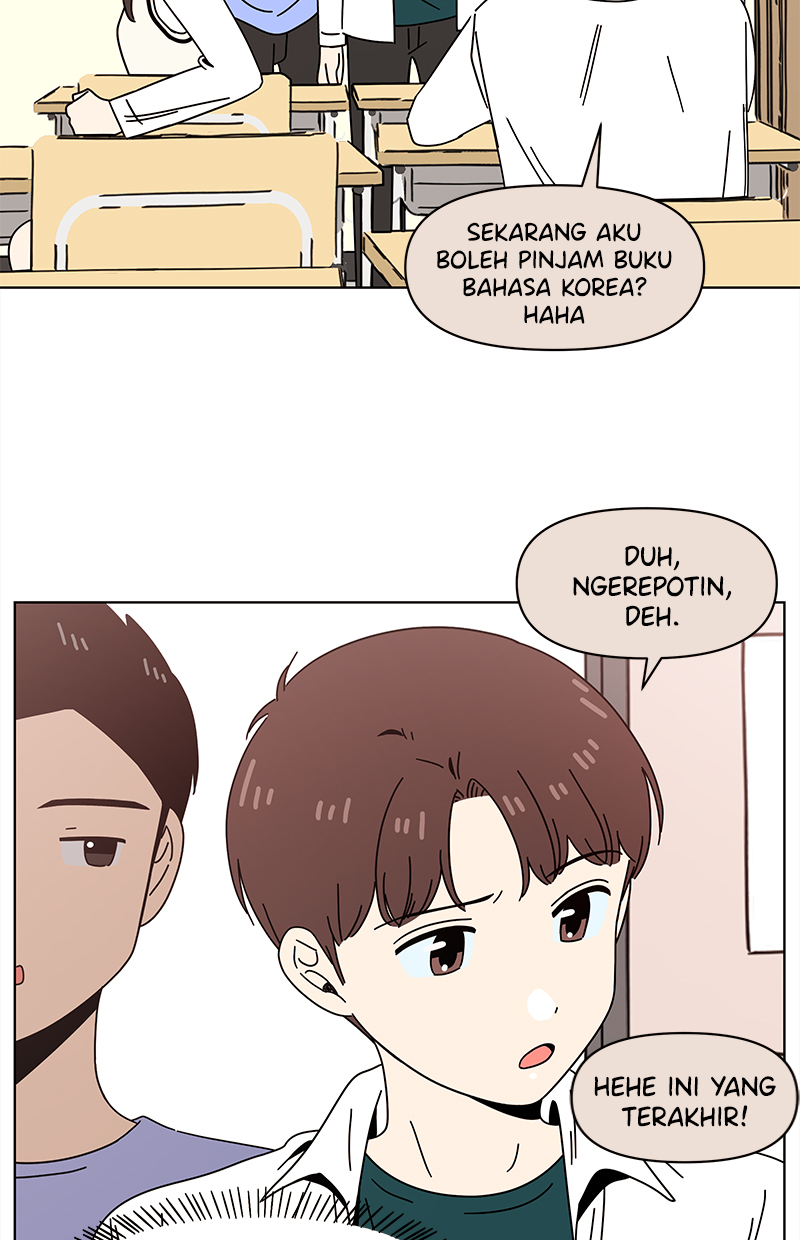 SEKARANG AKU
BOLEH PINJAM BUKU
BAHASA KOREA?
HAHA
DUH,
NGEREPOTIN,
DEH.
HEHE INI YANG
TERAKHIR!